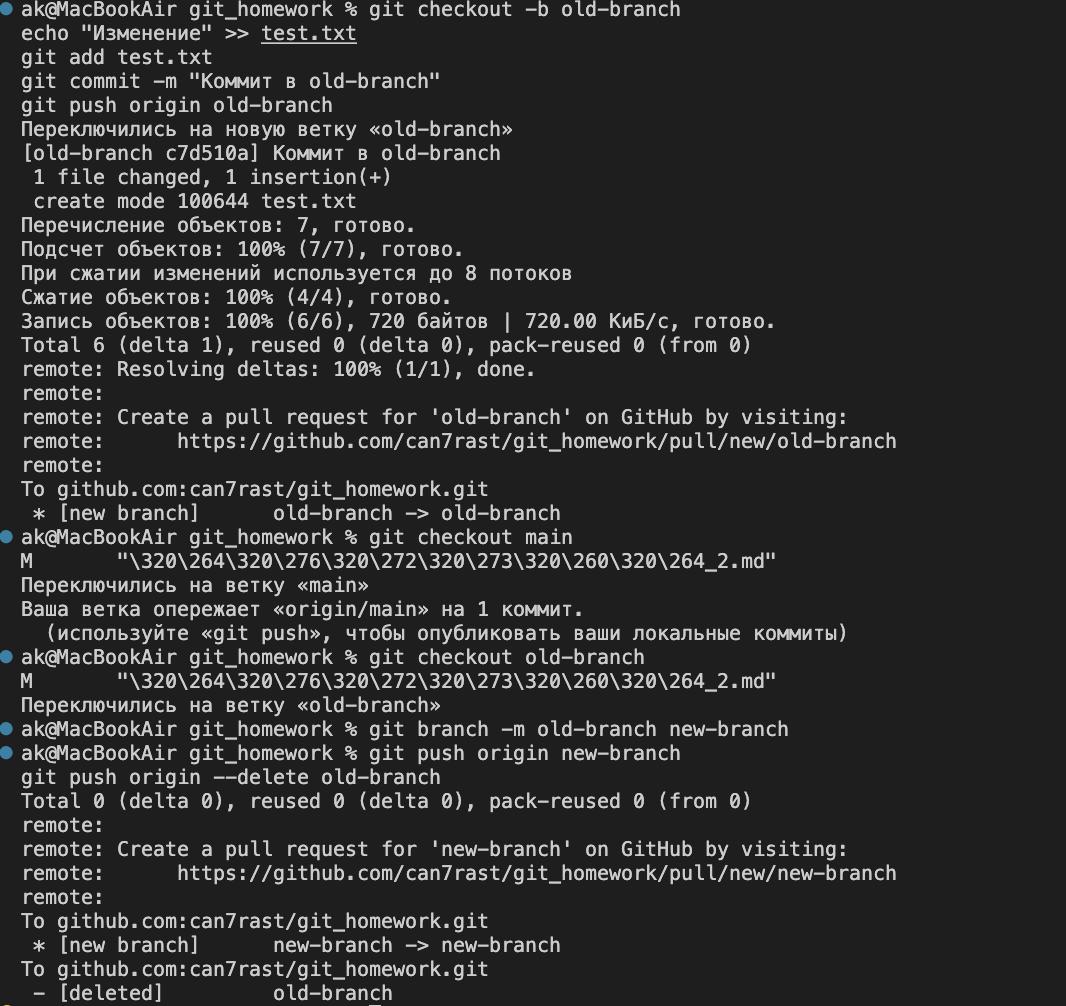 ak@MacBookAir git_homework % git checkout -b old-branch
echo "Изменение" >> test.txt
git add test.txt
git commit -m "Коммит в old-branch"
git push origin old-branch
Переключились на новую ветку «old-branch»
[old-branch c7d510a] Коммит в old-branch
 1 file changed, 1 insertion(+)
 create mode 100644 test.txt
Перечисление объектов: 7, готово.
Подсчет объектов: 100% (7/7), готово.
При сжатии изменений используется до 8 потоков
Сжатие объектов: 100% (4/4), готово.
Запись объектов: 100% (6/6), 720 байтов | 720.00 КиБ/с, готово.
Total 6 (delta 1), reused 0 (delta 0), pack-reused 0 (from 0)
remote: Resolving deltas: 100% (1/1), done.
remote:
remote: Create a pull request for 'old-branch' on GitHub by visiting:
remote:      https://github.com/can7rast/git_homework/pull/new/old-branch
remote:
To github.com:can7rast/git_homework.git
 * [new branch]      old-branch -> old-branch
ak@MacBookAir git_homework % git checkout main
M       "\320\264\320\276\320\272\320\273\320\260\320\264_2.md"
Переключились на ветку «main»
Ваша ветка опережает «origin/main» на 1 коммит.
  (используйте «git push», чтобы опубликовать ваши локальные коммиты)
ak@MacBookAir git_homework % git checkout old-branch
M       "\320\264\320\276\320\272\320\273\320\260\320\264_2.md"
Переключились на ветку «old-branch»
ak@MacBookAir git_homework % git branch -m old-branch new-branch
ak@MacBookAir git_homework % git push origin new-branch
git push origin --delete old-branch
Total 0 (delta 0), reused 0 (delta 0), pack-reused 0 (from 0)
remote:
remote: Create a pull request for 'new-branch' on GitHub by visiting:
remote:      https://github.com/can7rast/git_homework/pull/new/new-branch
remote:
To github.com:can7rast/git_homework.git
 * [new branch]      new-branch -> new-branch
To github.com:can7rast/git_homework.git
 - [deleted]         old-branch